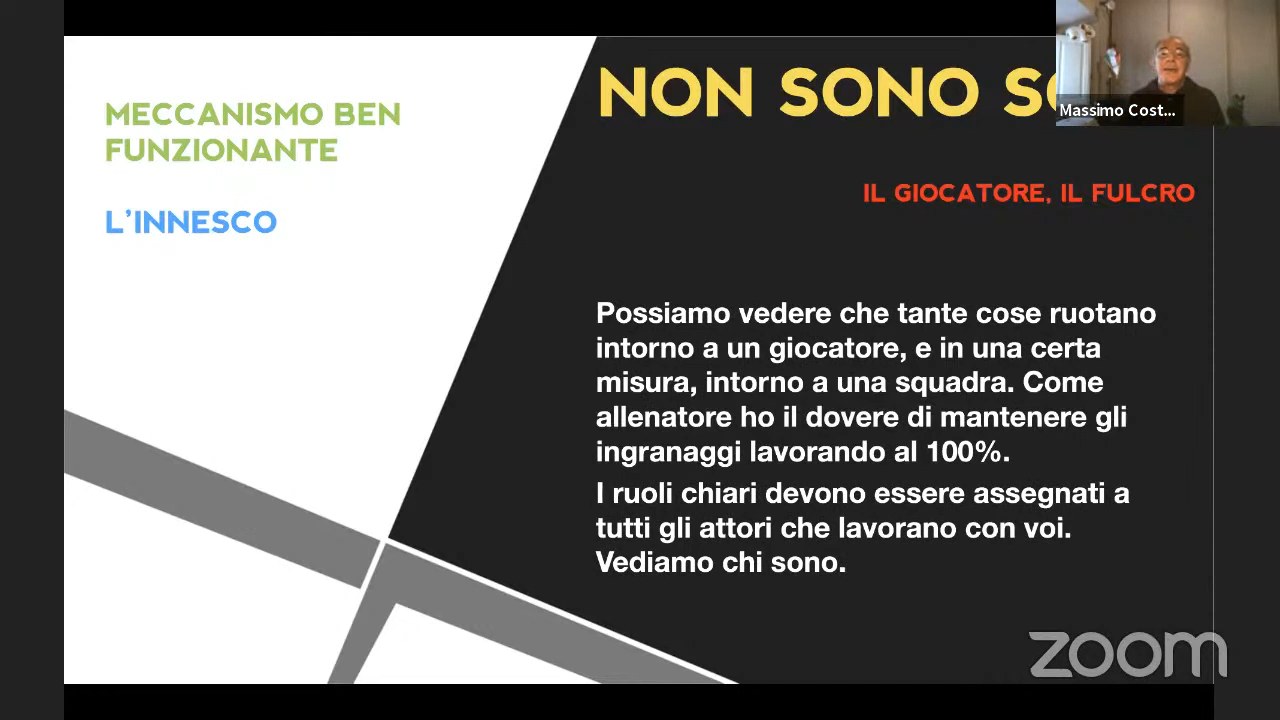 MECCANISMO BEN
FUNZIONANTE
L'INNESCO
NON SONO
Massimo Cost...
IL GIOCATORE, IL FULCRO
Possiamo vedere che tante cose ruotano
intorno a un giocatore, e in una certa
misura, intorno a una squadra. Come
allenatore ho il dovere di mantenere gli
ingranaggi lavorando al 100%.
I ruoli chiari devono essere assegnati a
tutti gli attori che lavorano con voi.
Vediamo chi sono.
zoom